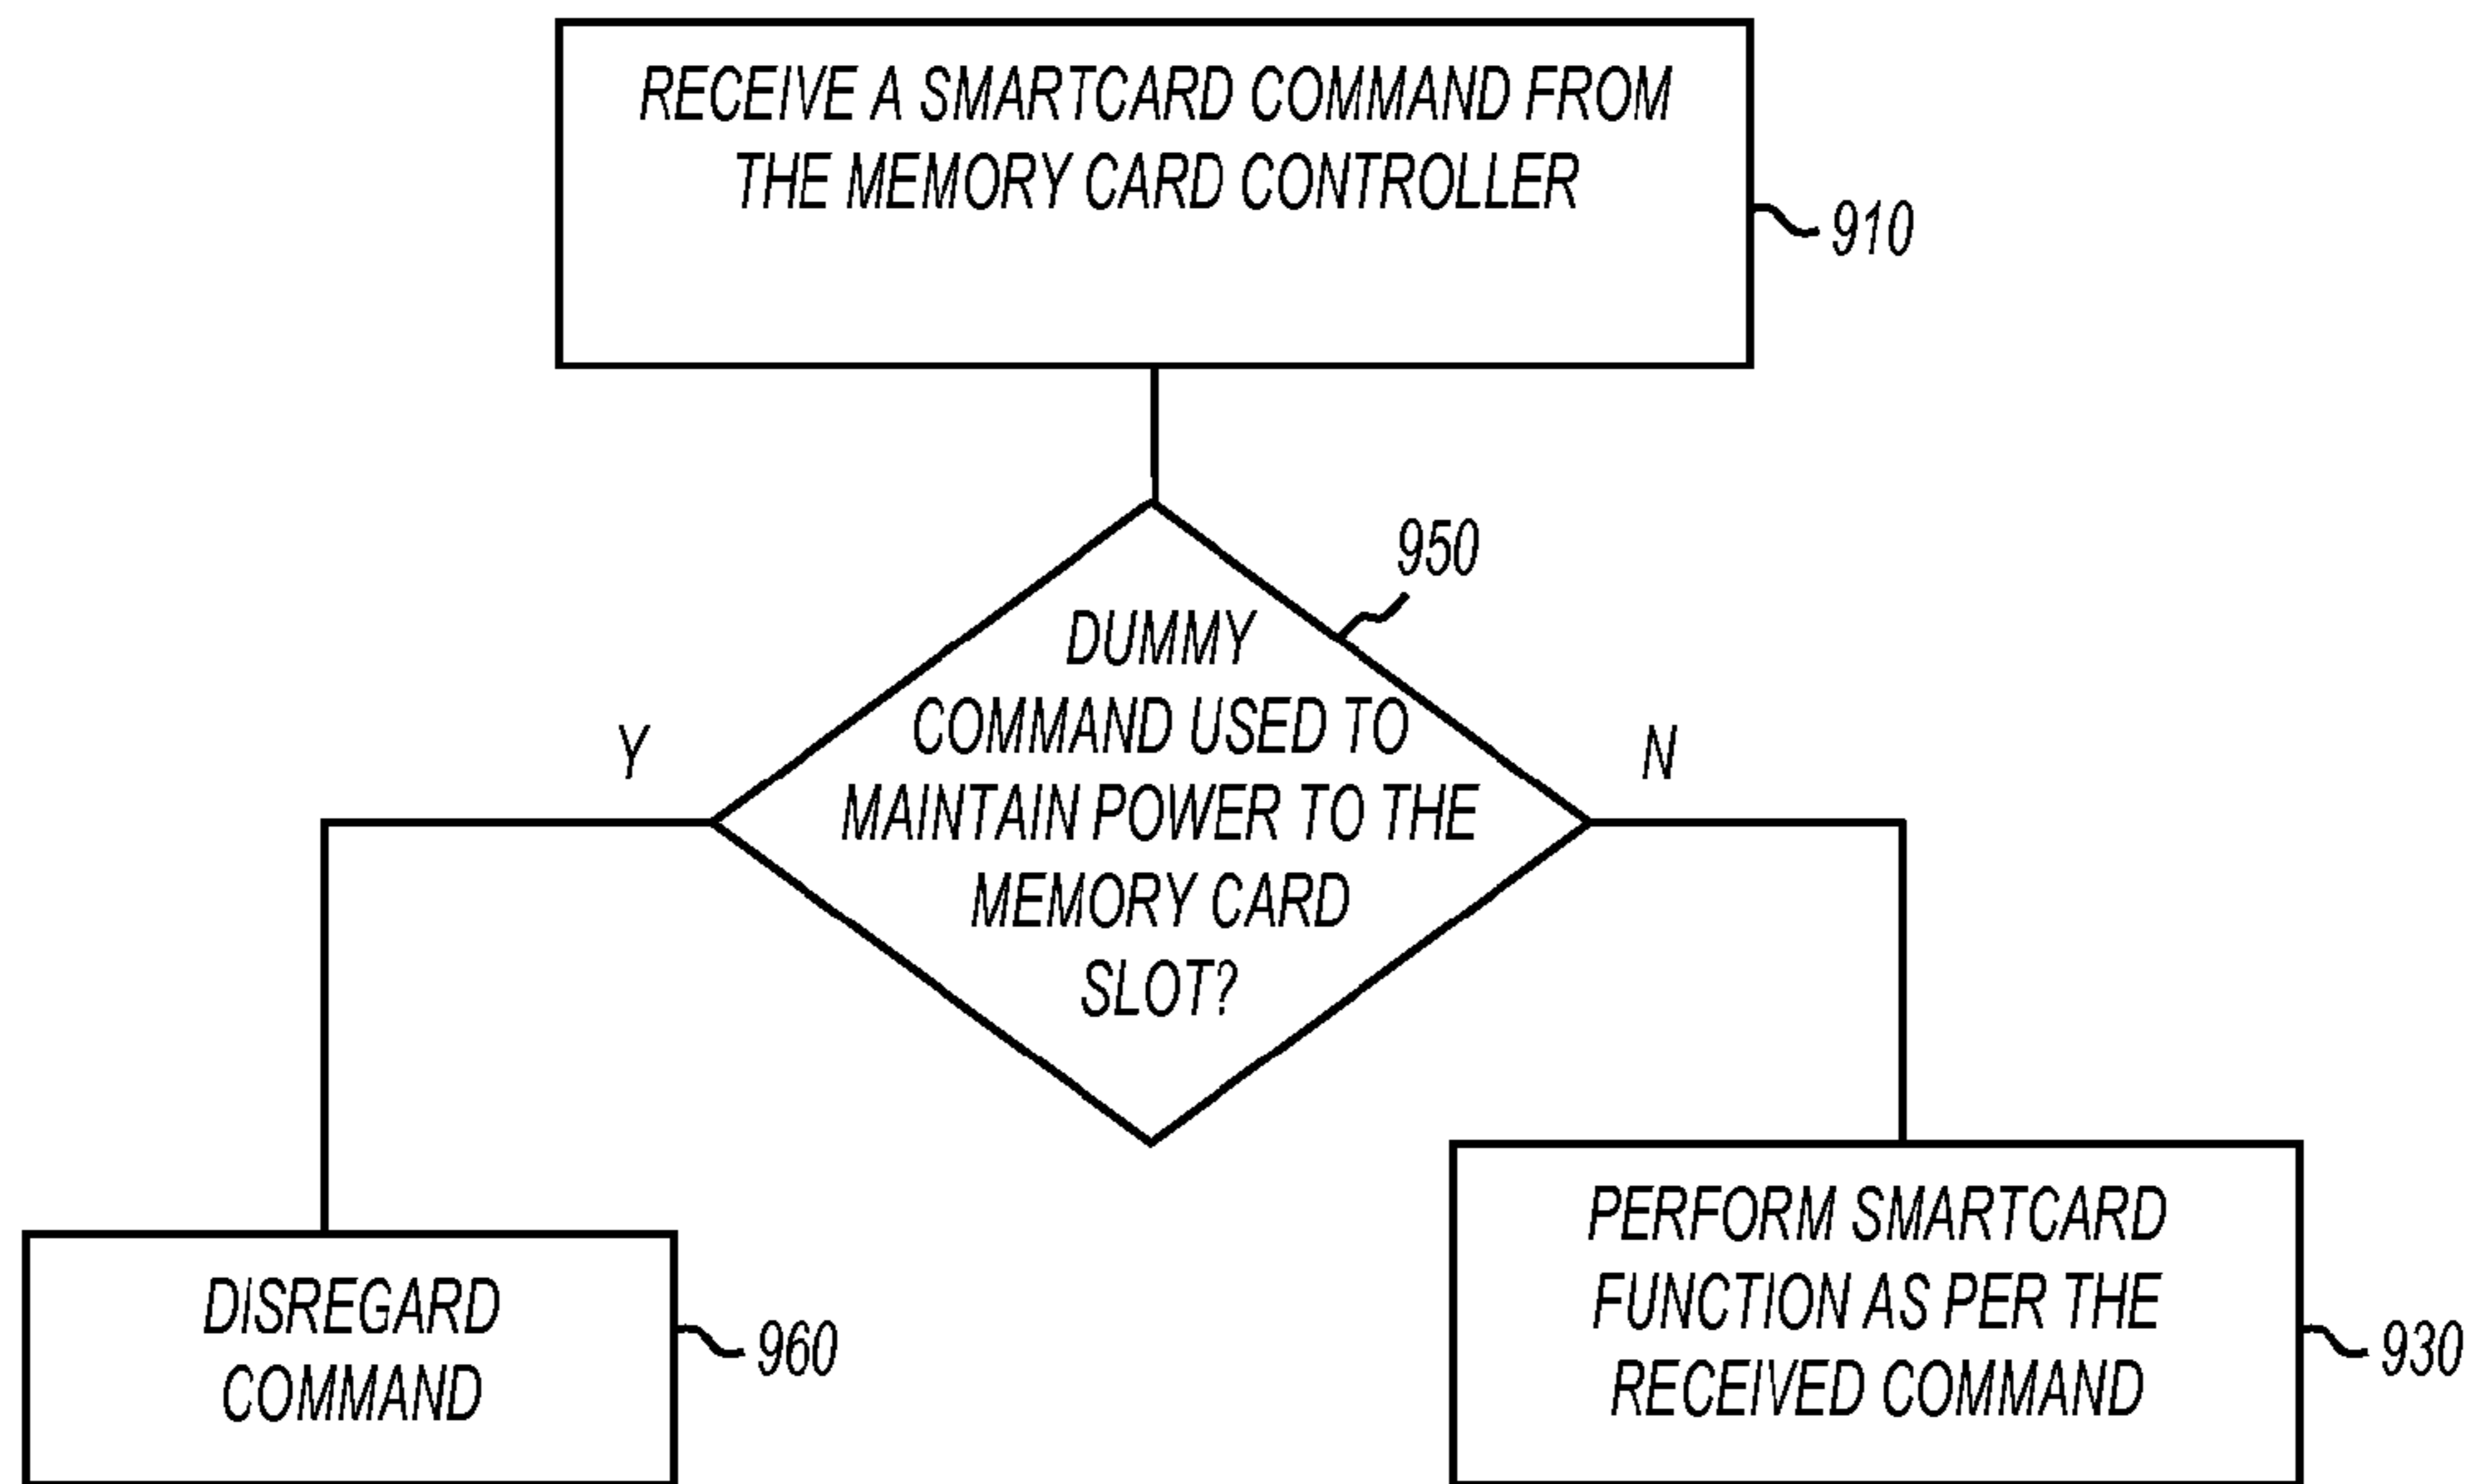 RECEIVE A SMARTCARD COMMAND FROM
THE MEMORY CARD CONTROLLER
910
950
DUMMY
COMMAND USED TO
MAINTAIN POWER TO THE
MEMORY CARD
SLOT?
Y
N
DISREGARD
COMMAND
960
PERFORM SMARTCARD
FUNCTION AS PER THE
RECEIVED COMMAND
930